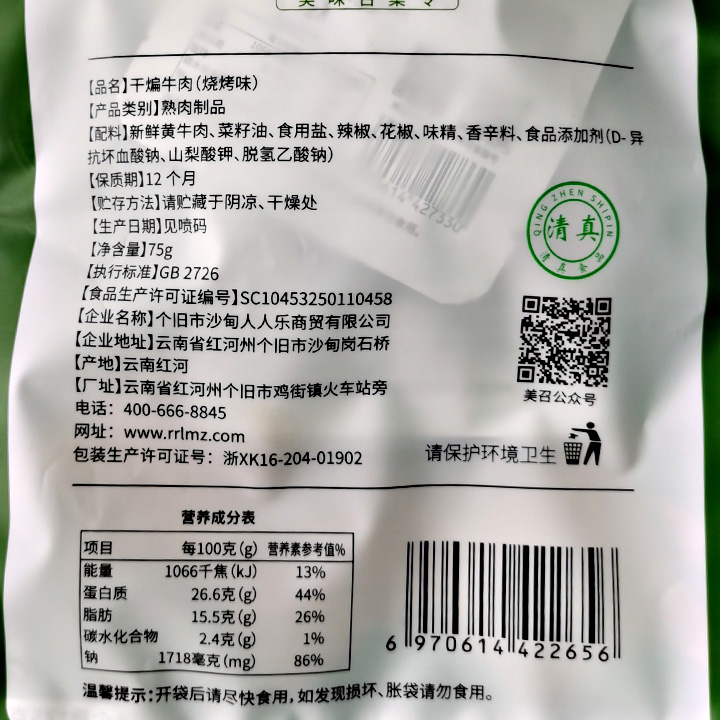 美味召集令
【品名】干煸牛肉（烧烤味）
【产品类别】熟肉制品
【配料】新鲜黄牛肉、菜籽油、食用盐、辣椒、花椒、味精、香辛料、食品添加剂（D-异
抗坏血酸钠、山梨酸钾、脱氢乙酸钠）
【保质期】12个月
【贮存方法】请贮藏于阴凉、干燥处
【生产日期】见喷码
【净含量】75g
【执行标准】GB 2726
【食品生产许可证编号】SC10453250110458
【企业名称】个旧市沙甸人人乐商贸有限公司
【企业地址】云南省红河州个旧市沙甸岗石桥
【产地】云南红河
【厂址】云南省红河州个旧市鸡街镇火车站旁
电话：400-666-8845
网址：www.rrlmz.com
包装生产许可证号：浙XK16-204-01902
QING ZHEN SHIPIN
清真
清真食品
美召公众号
请保护环境卫生
营养成分表
项目 每100克(g) 营养素参考值%
能量 1066千焦(kJ) 13%
蛋白质 26.6克(g) 44%
脂肪 15.5克(g) 26%
碳水化合物 2.4克(g) 1%
钠 1718毫克(mg) 86%
6 970614 422656
温馨提示：开袋后请尽快食用，如发现损坏、胀袋请勿食用。